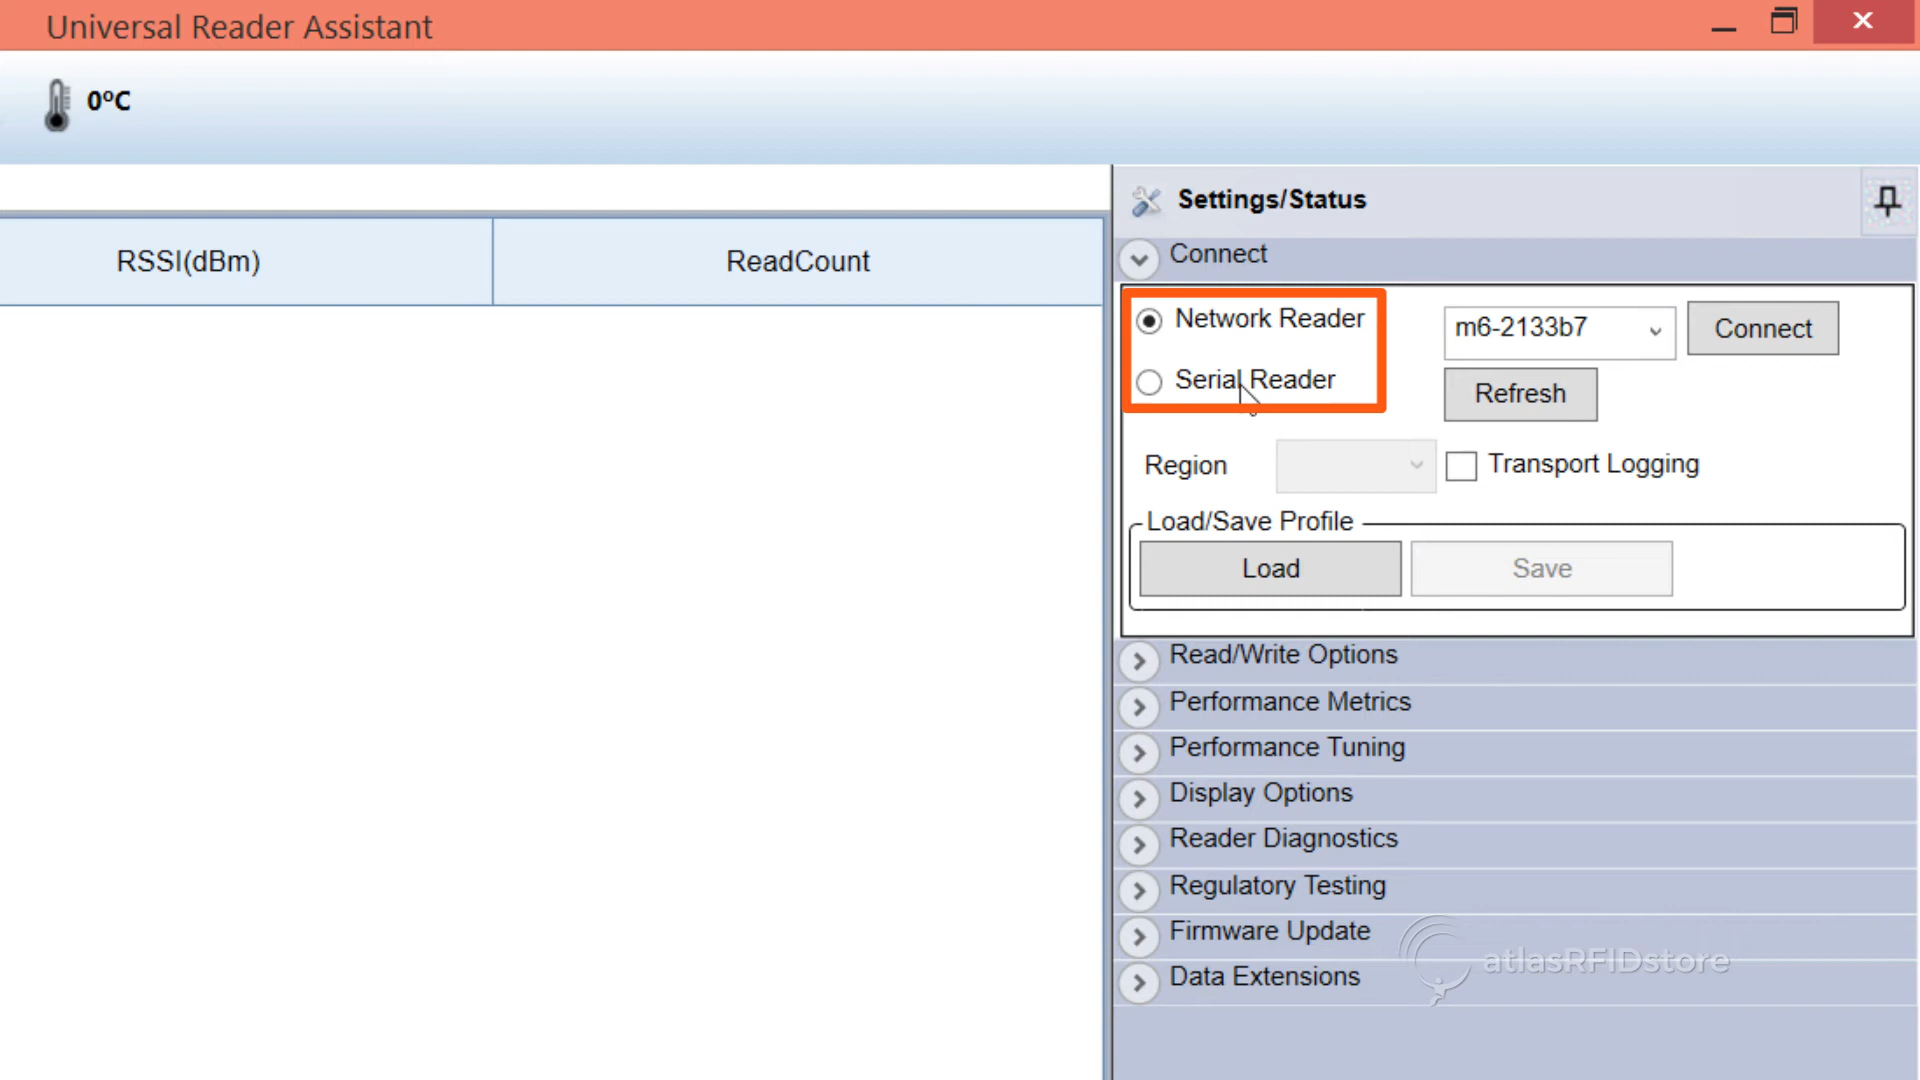 Universal Reader Assistant
0ºC
Settings/Status
RSSI(dBm)
ReadCount
Connect
Network Reader
m6-2133b7
Connect
Serial Reader
Refresh
Region
Transport Logging
Load/Save Profile
Load
Save
Read/Write Options
Performance Metrics
Performance Tuning
Display Options
Reader Diagnostics
Regulatory Testing
Firmware Update
Data Extensions
atlasRFIDstore